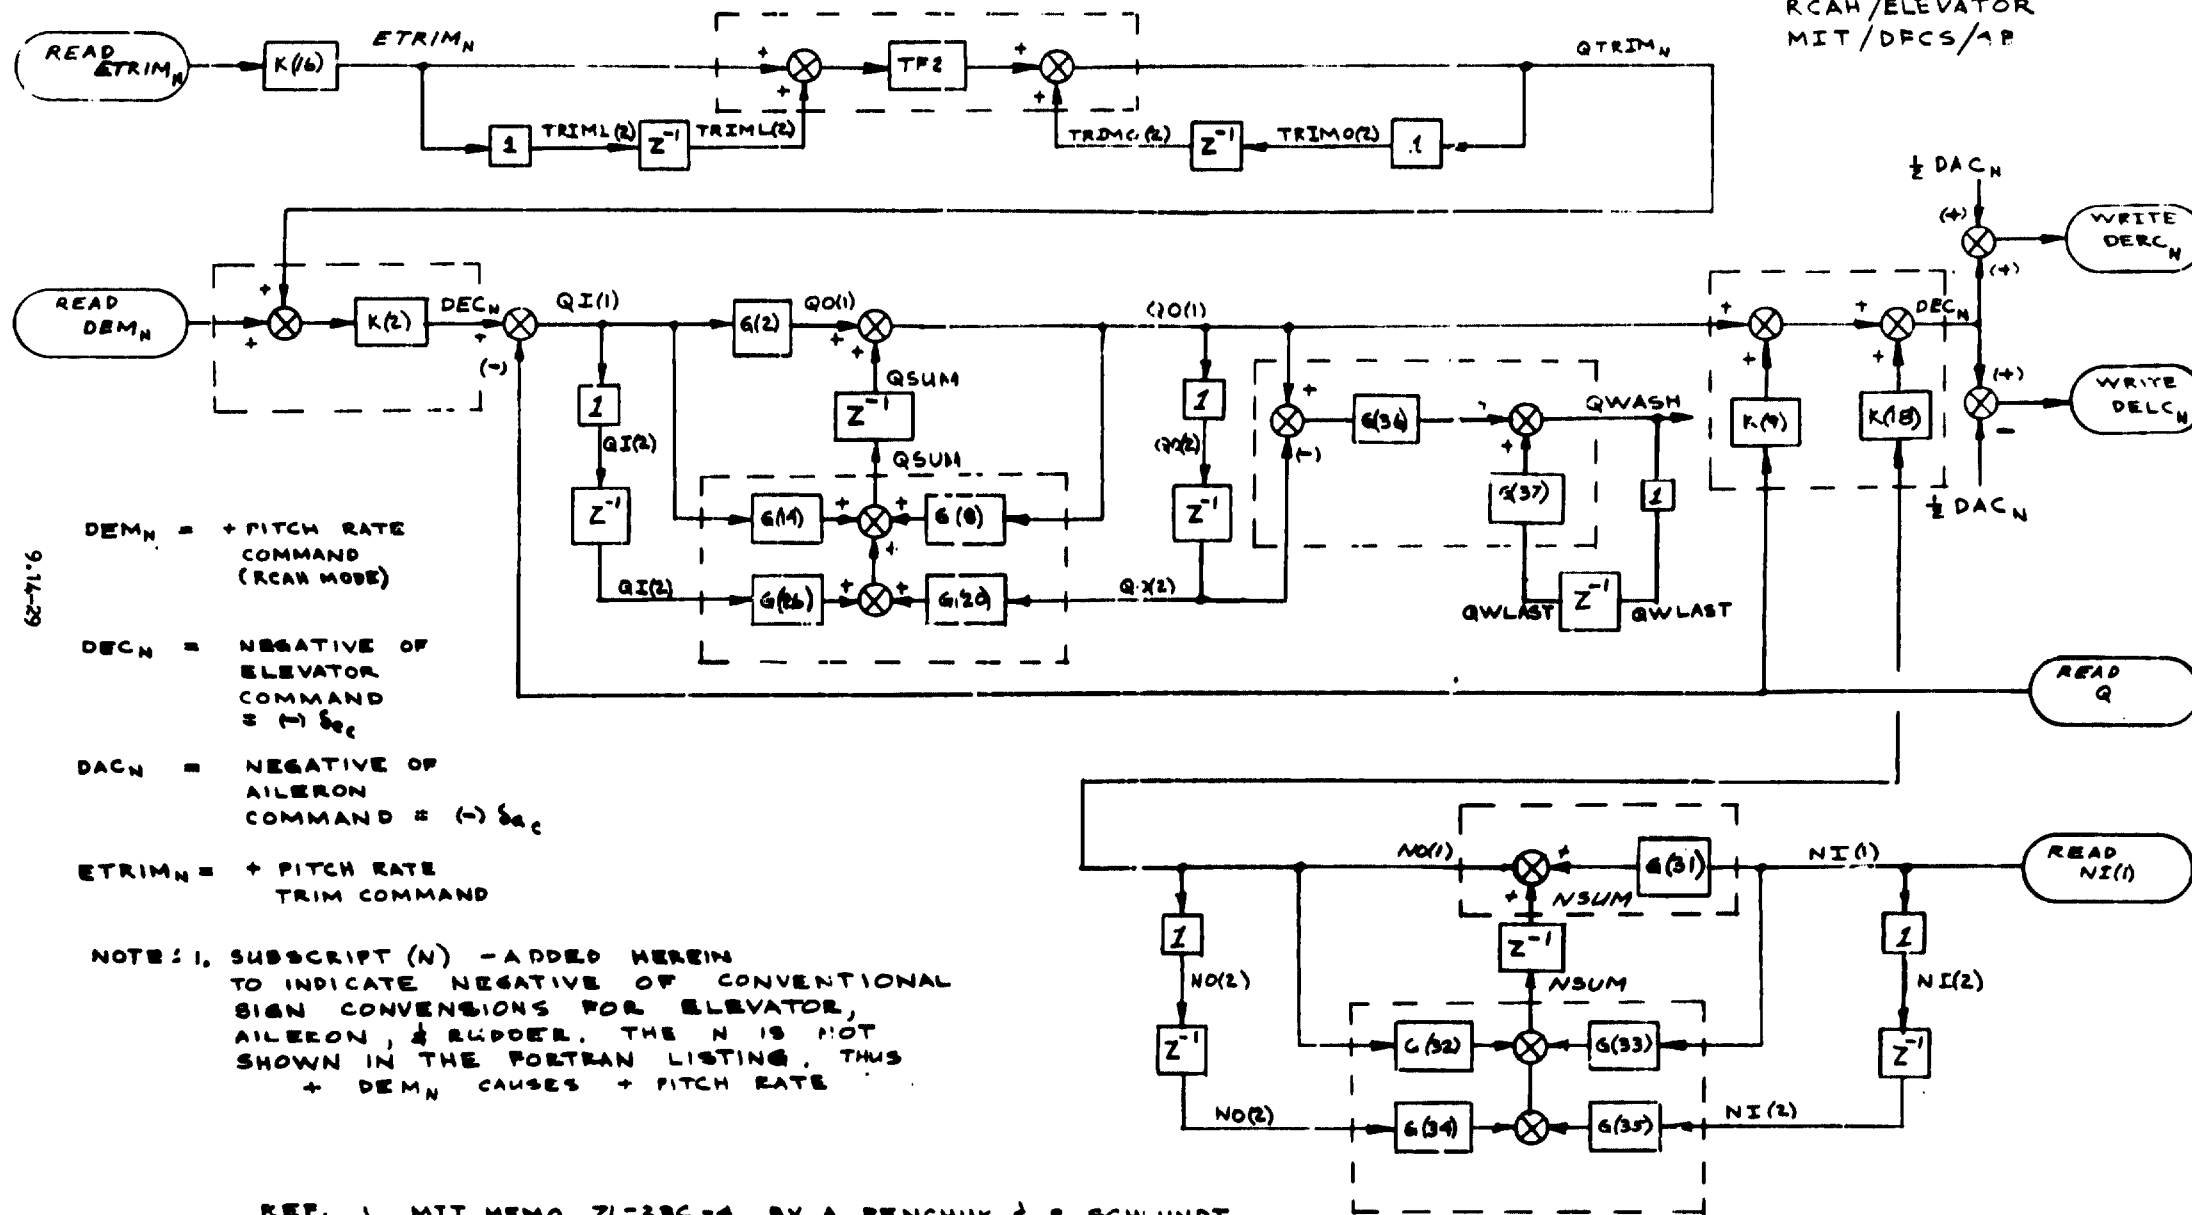 RCAH/ELEVATOR
MIT/DFCS/
READ ETRIM_N
K(16)
ETRIM_N
+
+
TF2
+
+
QTRIM_N
1
TRIML(2)
Z^-1
TRIML(2)
TRIMO(2)
Z^-1
TRIMO(2)
1
½ DAC_N
(+)
WRITE DERC_N
(+)
READ DEM_N
+
+
K(2)
DEC_N
+
(-)
QI(1)
G(2)
QO(1)
+
+
QO(1)
+
+
+
+
DEC_N
(+)
WRITE DELC_N
-
½ DAC_N
K(9)
K(18)
1
QI(2)
Z^-1
QI(2)
QSUM
Z^-1
QSUM
G(14)
+
+
G(8)
+
G(26)
+
+
G(20)
1
QO(2)
Z^-1
+
(-)
G(36)
+
QWASH
G(37)
1
QWLAST
Z^-1
QWLAST
READ Q
DEM_N = + PITCH RATE
COMMAND
(RCAH MODE)
9.14-29
DEC_N = NEGATIVE OF
ELEVATOR
COMMAND
= (-) δe_c
DAC_N = NEGATIVE OF
AILERON
COMMAND = (-) δa_c
ETRIM_N = + PITCH RATE
TRIM COMMAND
NOTE: 1. SUBSCRIPT (N) - ADDED HEREIN
TO INDICATE NEGATIVE OF CONVENTIONAL
SIGN CONVENSIONS FOR ELEVATOR,
AILERON, & RUDDER. THE N IS NOT
SHOWN IN THE FORTRAN LISTING. THUS
+ DEM_N CAUSES + PITCH RATE
NO(1)
+
G(31)
NI(1)
READ NI(1)
+
NSUM
Z^-1
NSUM
1
NO(2)
Z^-1
NO(2)
G(32)
G(33)
G(34)
G(35)
1
NI(2)
Z^-1
NI(2)
REF. 1 MIT MEMO